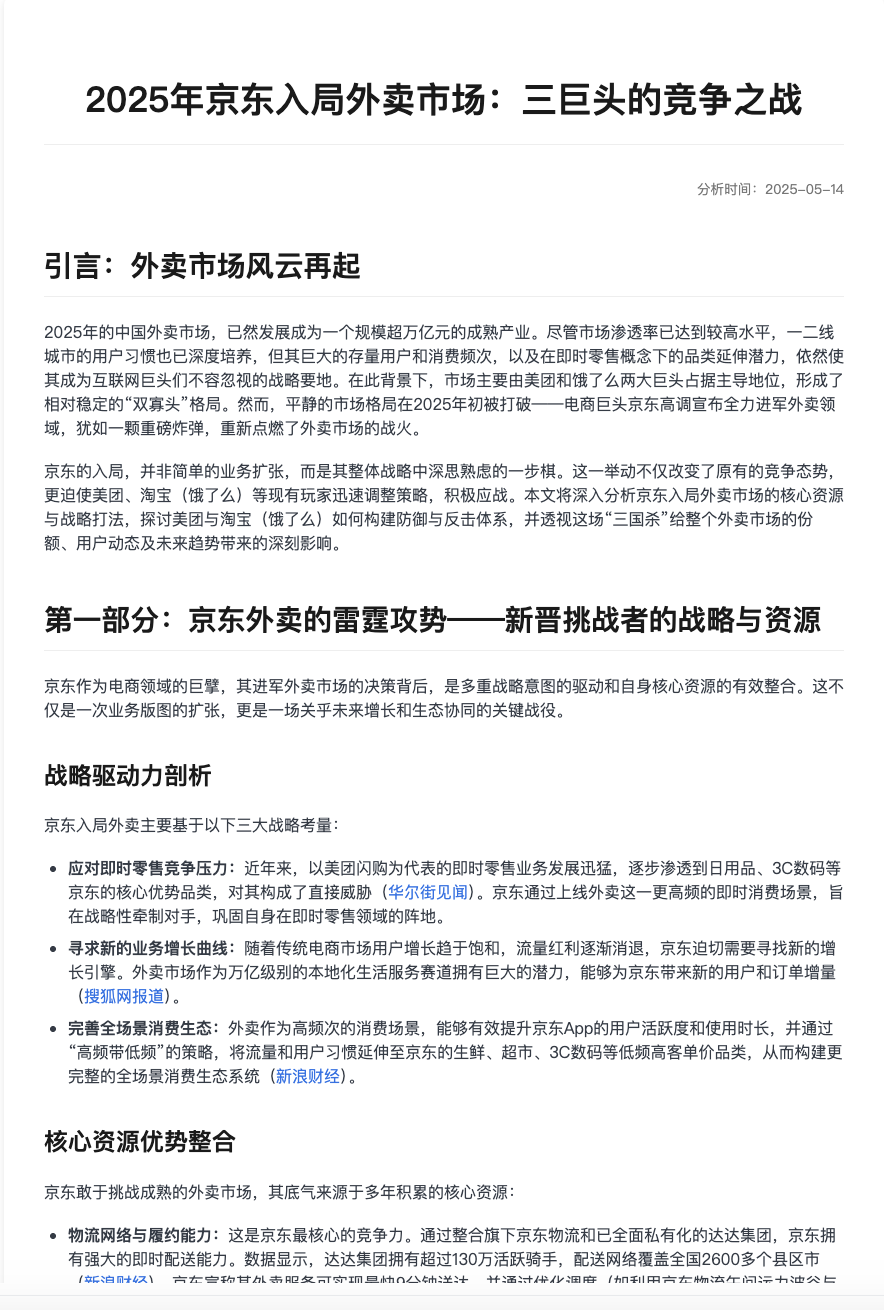 2025年京东入局外卖市场：三巨头的竞争之战
分析时间：2025-05-14
引言：外卖市场风云再起
2025年的中国外卖市场，已然发展成为一个规模超万亿元的成熟产业。尽管市场渗透率已达到较高水平，一二线
城市的用户习惯也已深度培养，但其巨大的存量用户和消费频次，以及在即时零售概念下的品类延伸潜力，依然使
其成为互联网巨头们不容忽视的战略要地。在此背景下，市场主要由美团和饿了么两大巨头占据主导地位，形成了
相对稳定的“双寡头”格局。然而，平静的市场格局在2025年初被打破——电商巨头京东高调宣布全力进军外卖领
域，犹如一颗重磅炸弹，重新点燃了外卖市场的战火。
京东的入局，并非简单的业务扩张，而是其整体战略中深思熟虑的一步棋。这一举动不仅改变了原有的竞争态势，
更迫使美团、淘宝（饿了么）等现有玩家迅速调整策略，积极应战。本文将深入分析京东入局外卖市场的核心资源
与战略打法，探讨美团与淘宝（饿了么）如何构建防御与反击体系，并透视这场“三国杀”给整个外卖市场的份
额、用户动态及未来趋势带来的深刻影响。
第一部分：京东外卖的雷霆攻势——新晋挑战者的战略与资源
京东作为电商领域的巨擘，其进军外卖市场的决策背后，是多重战略意图的驱动和自身核心资源的有效整合。这不
仅是一次业务版图的扩张，更是一场关乎未来增长和生态协同的关键战役。
战略驱动力剖析
京东入局外卖主要基于以下三大战略考量：
• 应对即时零售竞争压力：近年来，以美团闪购为代表的即时零售业务发展迅猛，逐步渗透到日用品、3C数码等
京东的核心优势品类，对其构成了直接威胁（华尔街见闻）。京东通过上线外卖这一更高频的即时消费场景，旨
在战略性牵制对手，巩固自身在即时零售领域的阵地。
• 寻求新的业务增长曲线：随着传统电商市场用户增长趋于饱和，流量红利逐渐消退，京东迫切需要寻找新的增
长引擎。外卖市场作为万亿级别的本地化生活服务赛道拥有巨大的潜力，能够为京东带来新的用户和订单增量
（搜狐网报道）。
• 完善全场景消费生态：外卖作为高频次的消费场景，能够有效提升京东App的用户活跃度和使用时长，并通过
“高频带低频”的策略，将流量和用户习惯延伸至京东的生鲜、超市、3C数码等低频高客单价品类，从而构建更
完整的全场景消费生态系统（新浪财经）。
核心资源优势整合
京东敢于挑战成熟的外卖市场，其底气来源于多年积累的核心资源：
• 物流网络与履约能力：这是京东最核心的竞争力。通过整合旗下京东物流和已全面私有化的达达集团，京东拥
有强大的即时配送能力。数据显示，达达集团拥有超过130万活跃骑手，配送网络覆盖全国2600多个县区市
（新浪财经）。京东宣称其外卖服务可实现最快9分钟送达，并通过优化调度（如利用京东物流午间运力波谷与